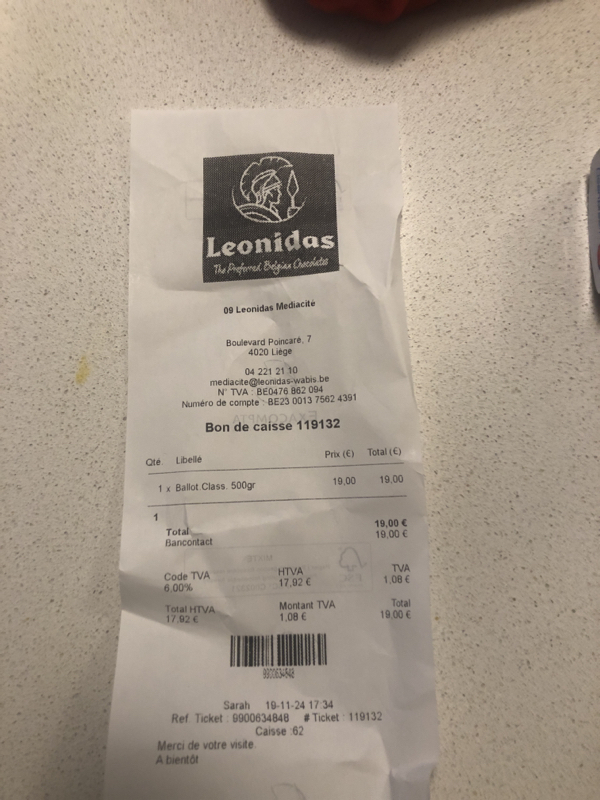 Leonidas
The Preferred Belgian Chocolates
09 Leonidas Mediacité
Boulevard Poincaré, 7
4020 Liège
04 221 21 10
mediacite@leonidas-wabis.be
N° TVA : BE0476 862 094
Numéro de compte : BE23 0013 7562 4391
Bon de caisse 119132
Qté Libellé Prix (€) Total (€)
1 x Ballot.Class. 500gr 19,00 19,00
1
Total 19,00 €
Bancontact 19,00 €
Code TVA HTVA TVA
6.00% 17,92 € 1,08 €
Total HTVA Montant TVA Total
17,92 € 1,08 € 19,00 €
9900634848
Sarah 19-11-24 17:34
Ref. Ticket : 9900634848 # Ticket : 119132
Caisse :62
Merci de votre visite.
A bientôt